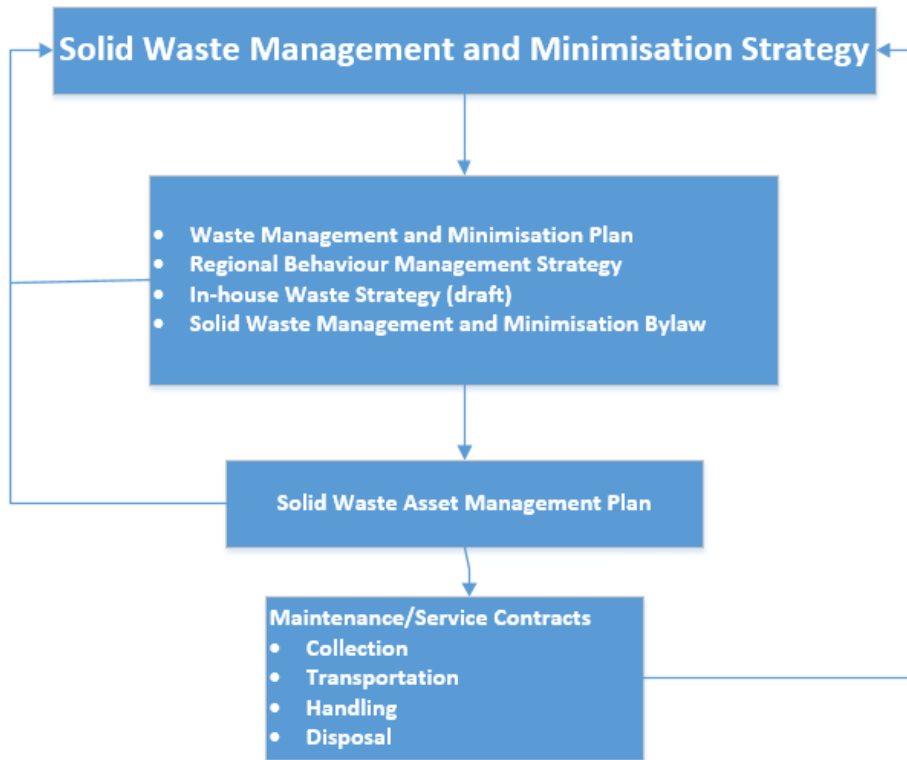 Solid Waste Management and Minimisation Strategy
• Waste Management and Minimisation Plan
• Regional Behaviour Management Strategy
• In-house Waste Strategy (draft)
• Solid Waste Management and Minimisation Bylaw
Solid Waste Asset Management Plan
Maintenance/Service Contracts
• Collection
• Transportation
• Handling
• Disposal